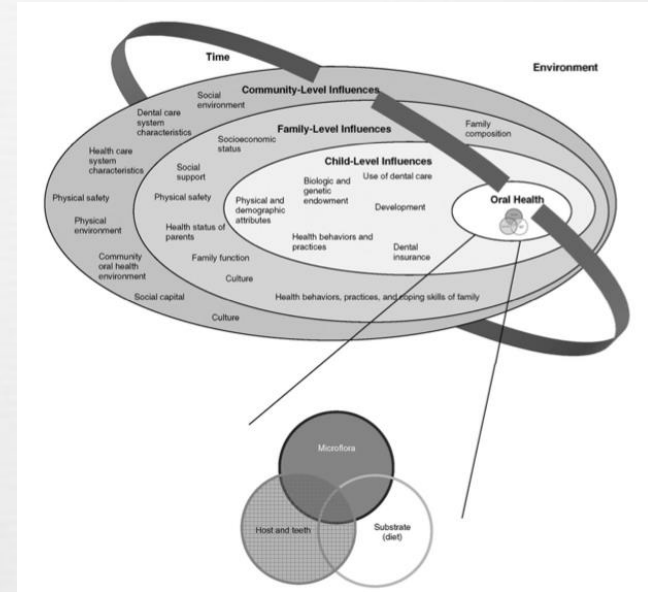 Time
Environment
Community-Level Influences
Social
environment
Dental care
system
characteristics
Health care
system
characteristics
Physical safety
Physical
environment
Community
oral health
environment
Social capital
Culture
Family-Level Influences
Family
composition
Socioeconomic
status
Social
support
Physical safety
Health status of
parents
Family function
Culture
Health behaviors, practices, and coping skills of family
Child-Level Influences
Use of dental care
Biologic and
genetic
endowment
Physical and
demographic
attributes
Development
Health behaviors and
practices
Dental
insurance
Oral Health
Microflora
Host and teeth
Substrate
(diet)